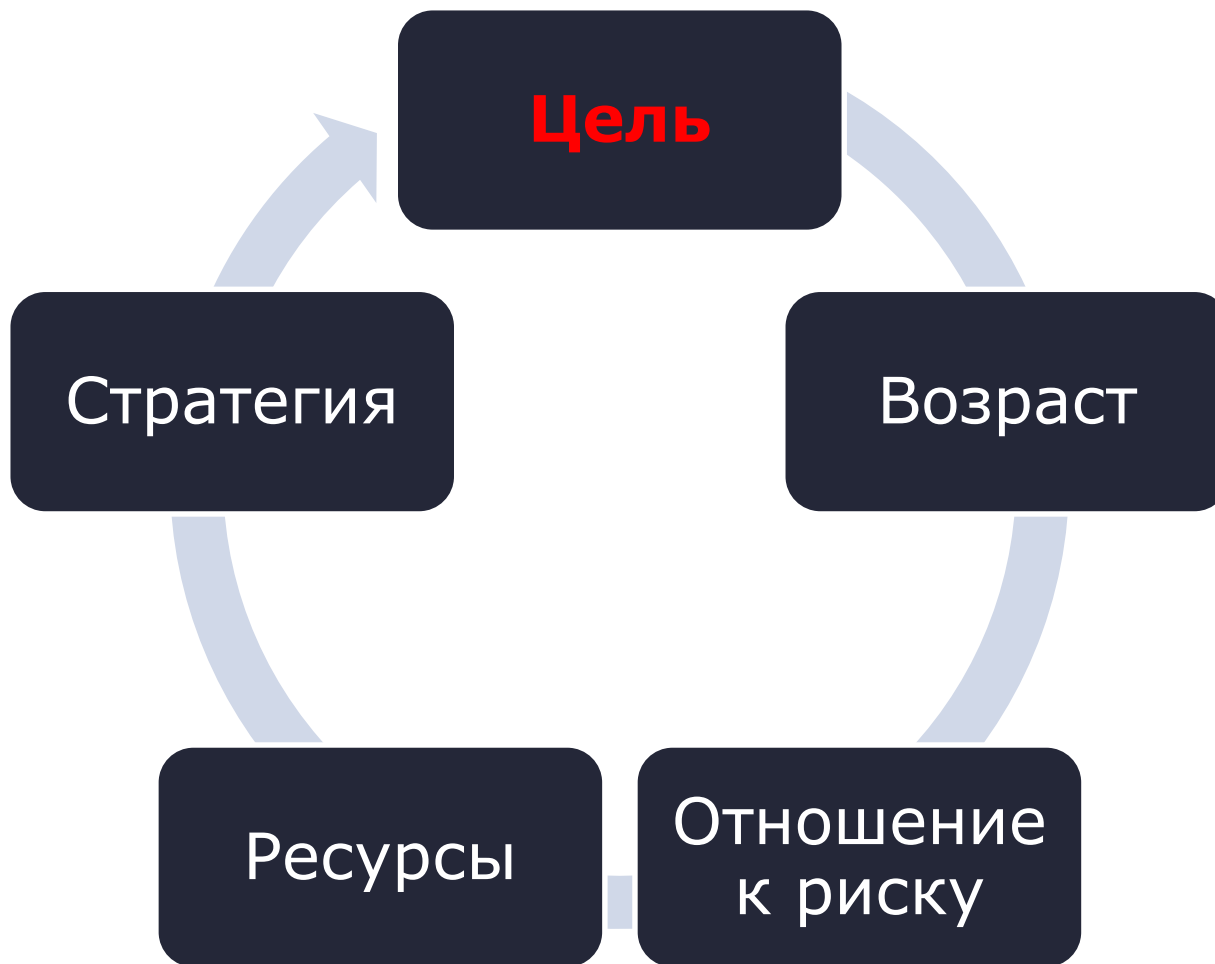 Цель
Возраст
Отношение
к риску
Ресурсы
Стратегия